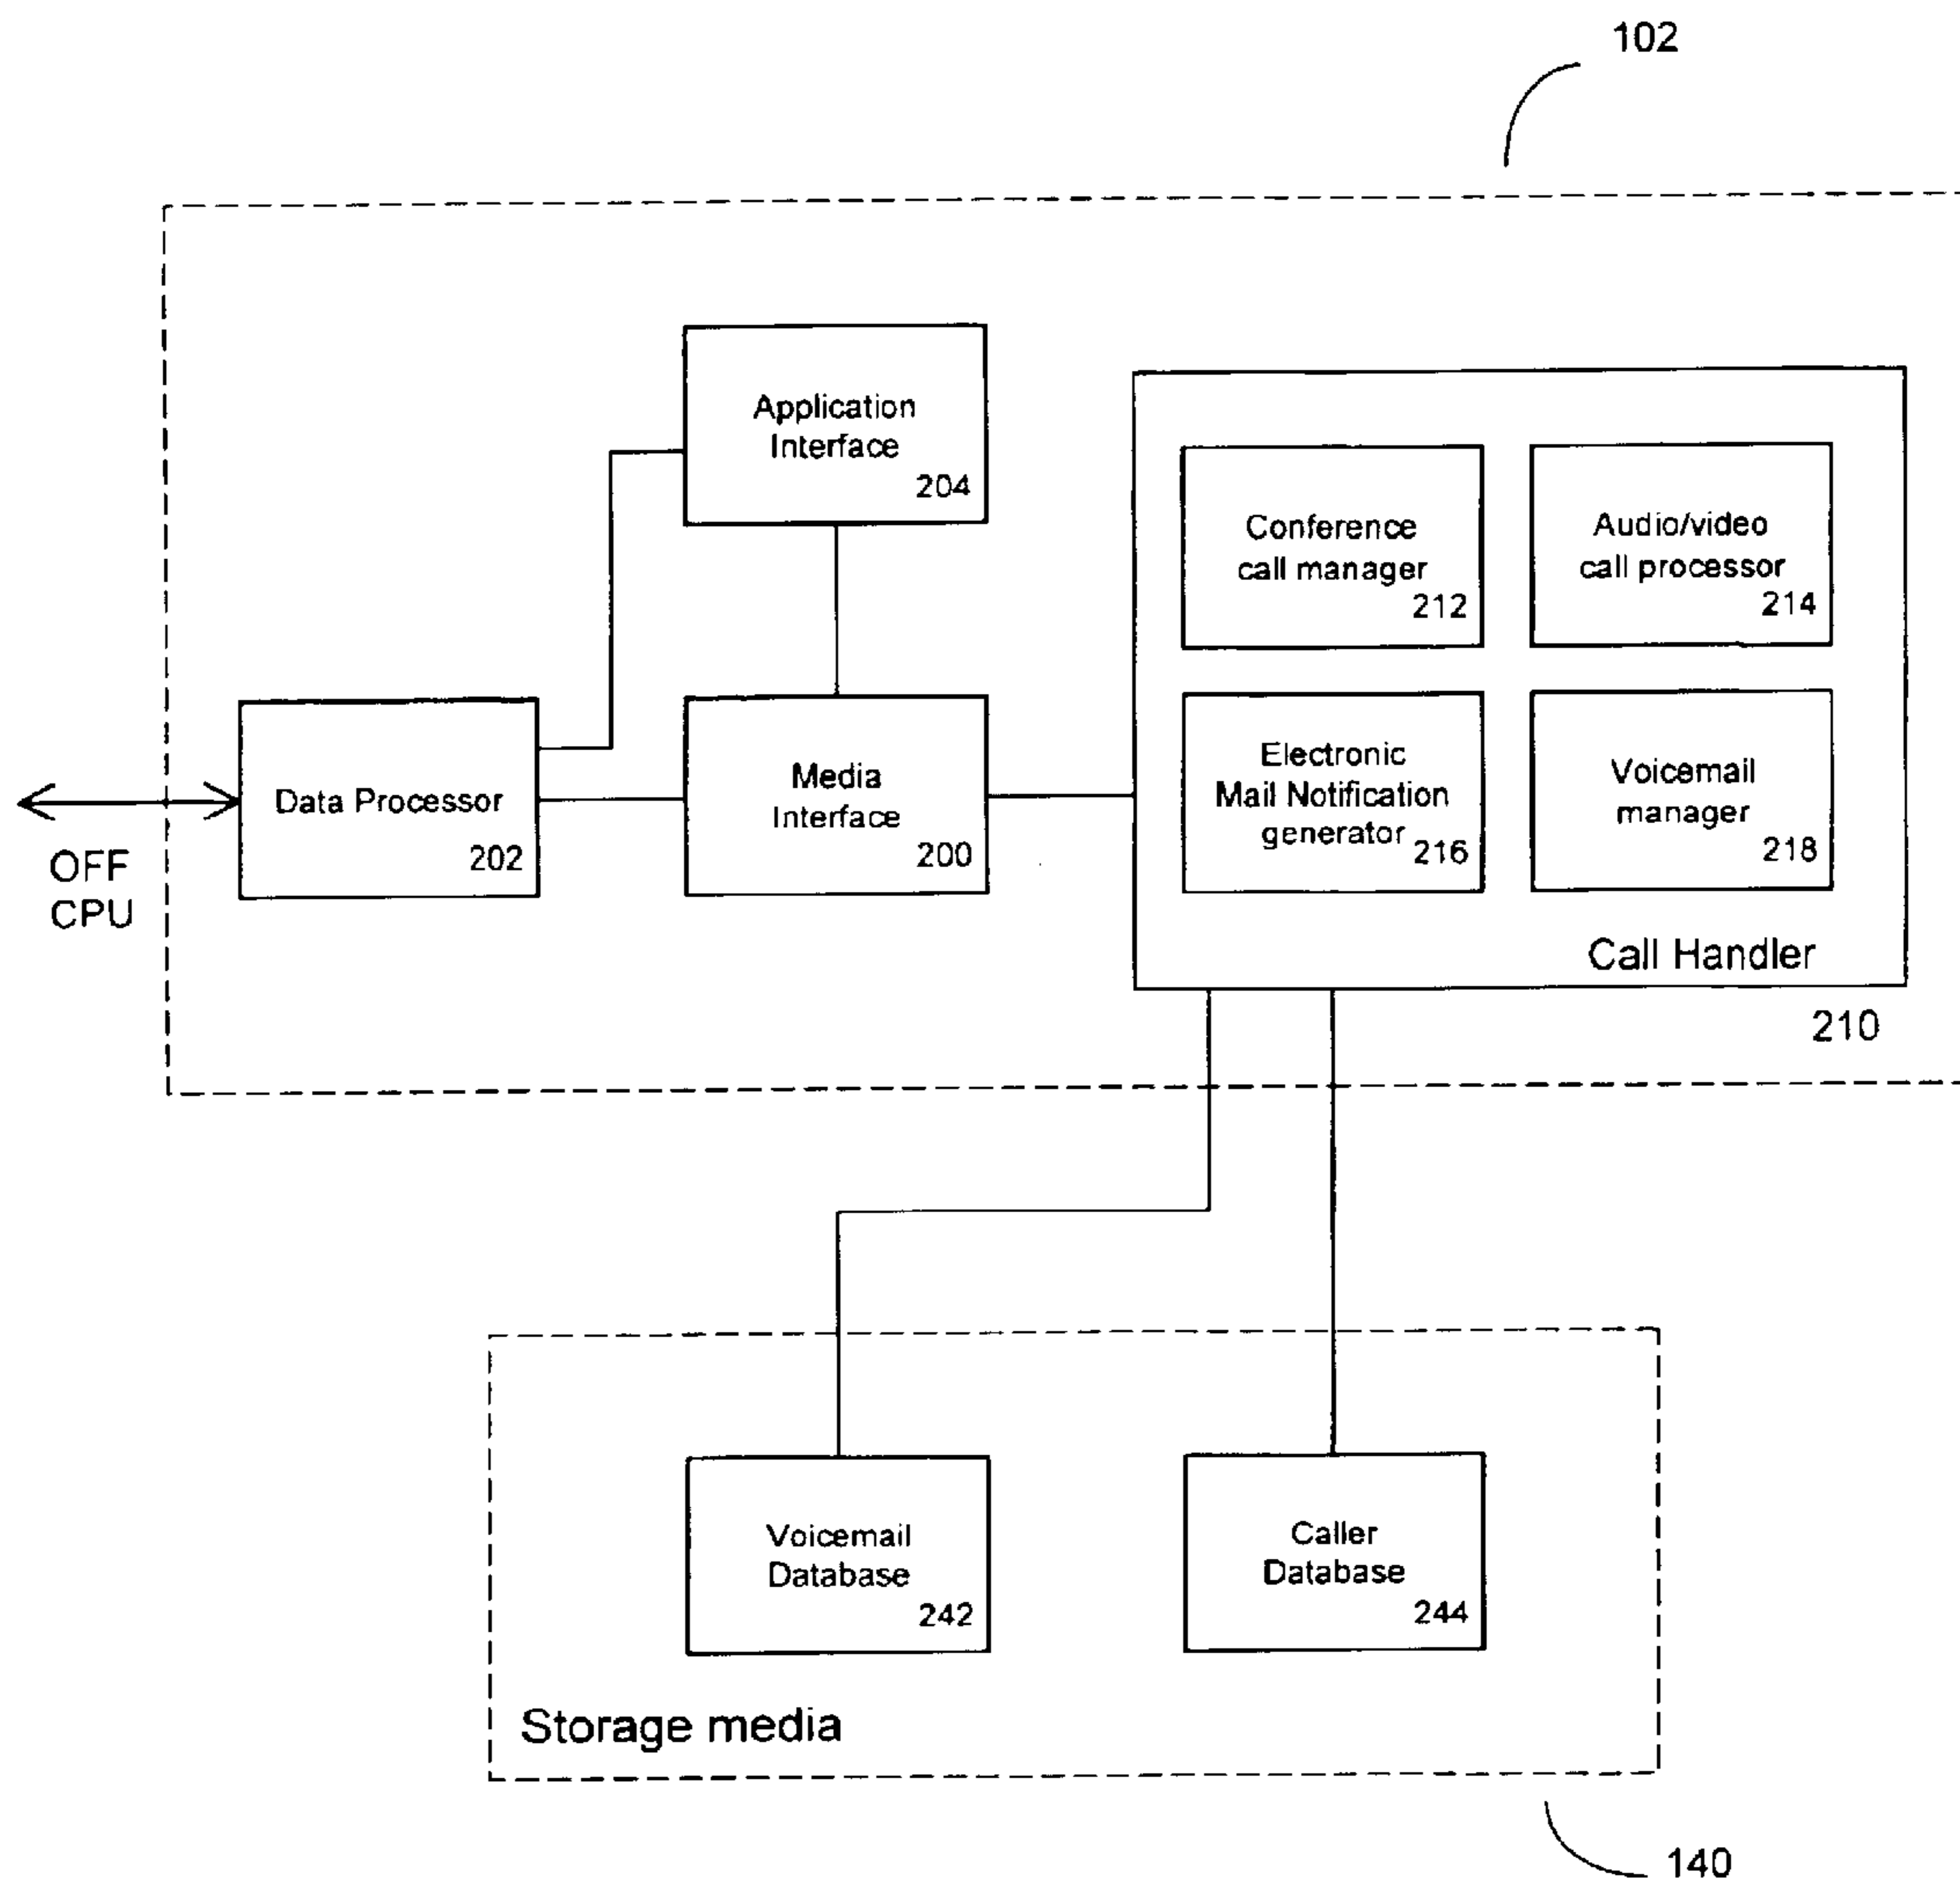 102
Application
Interface
204
Conference
call manager
212
Audio/video
call processor
214
Data Processor
202
Media
Interface
200
Electronic
Mail Notification
generator
216
Voicemail
manager
218
OFF
CPU
Call Handler
210
Voicemail
Database
242
Caller
Database
244
Storage media
140